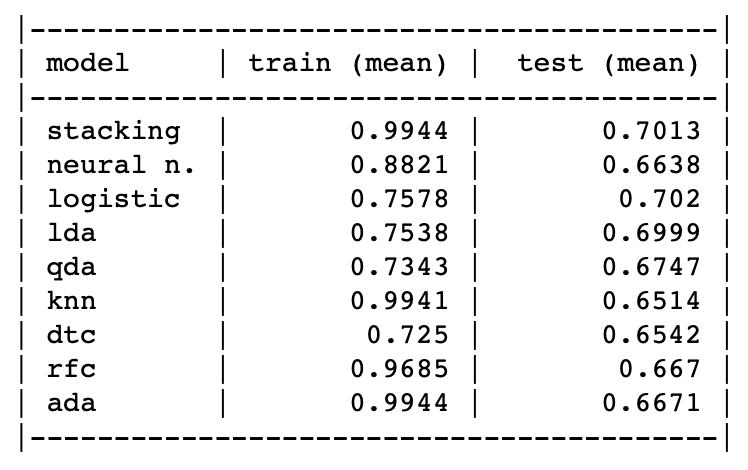 |-----------------------------------------|
| model     | train (mean) |  test (mean) |
|-----------------------------------------|
| stacking  |       0.9944 |       0.7013 |
| neural n. |       0.8821 |       0.6638 |
| logistic  |       0.7578 |        0.702 |
| lda       |       0.7538 |       0.6999 |
| qda       |       0.7343 |       0.6747 |
| knn       |       0.9941 |       0.6514 |
| dtc       |        0.725 |       0.6542 |
| rfc       |       0.9685 |        0.667 |
| ada       |       0.9944 |       0.6671 |
|-----------------------------------------|